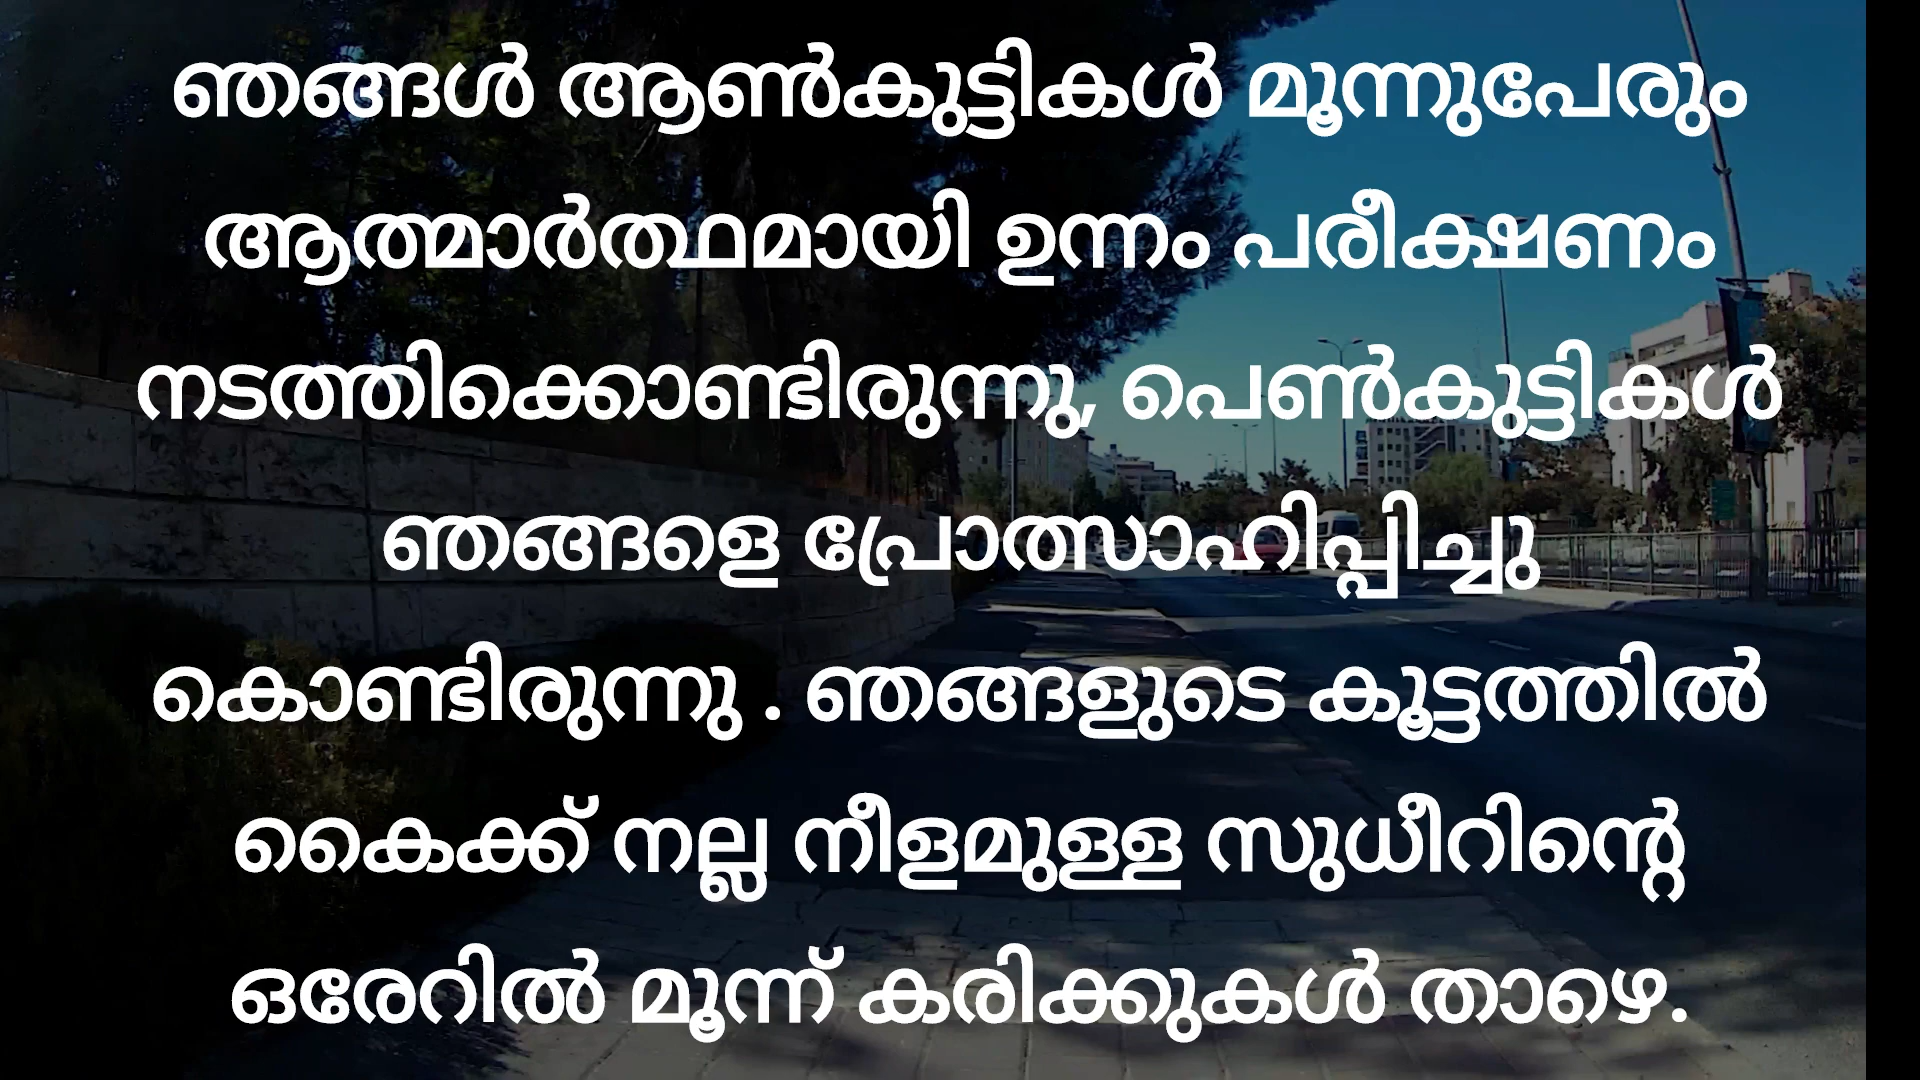 ഞങ്ങൾ ആൺകുട്ടികൾ മൂന്നുപേരും
ആത്മാർത്ഥമായി ഉന്നം പരീക്ഷണം
നടത്തിക്കൊണ്ടിരുന്നു, പെൺകുട്ടികൾ
ഞങ്ങളെ പ്രോത്സാഹിപ്പിച്ചു
കൊണ്ടിരുന്നു . ഞങ്ങളുടെ കൂട്ടത്തിൽ
കൈക്ക് നല്ല നീളമുള്ള സുധീറിന്റെ
ഒരേറിൽ മൂന്ന് കരിക്കുകൾ താഴെ.